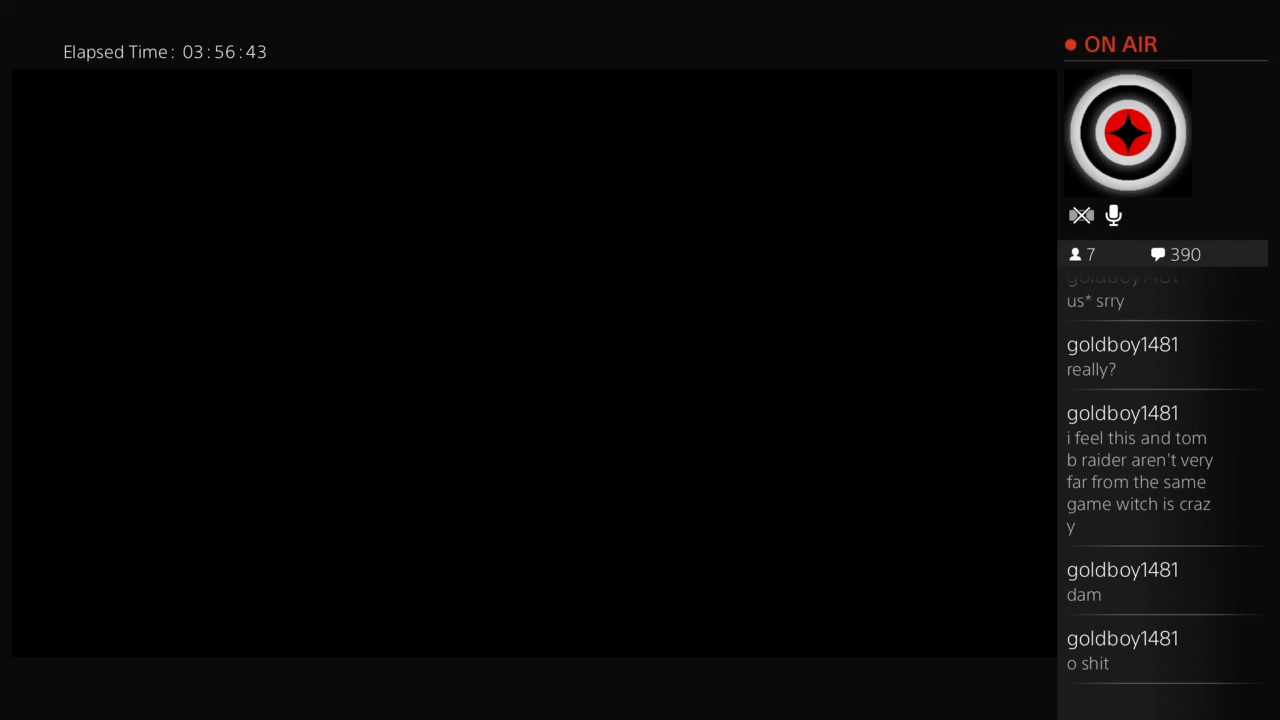 Elapsed Time: 03:56:43
ON AIR
7 390
goldboy1481
us* srry
goldboy1481
really?
goldboy1481
i feel this and tom
b raider aren't very
far from the same
game witch is craz
y
goldboy1481
dam
goldboy1481
o shit